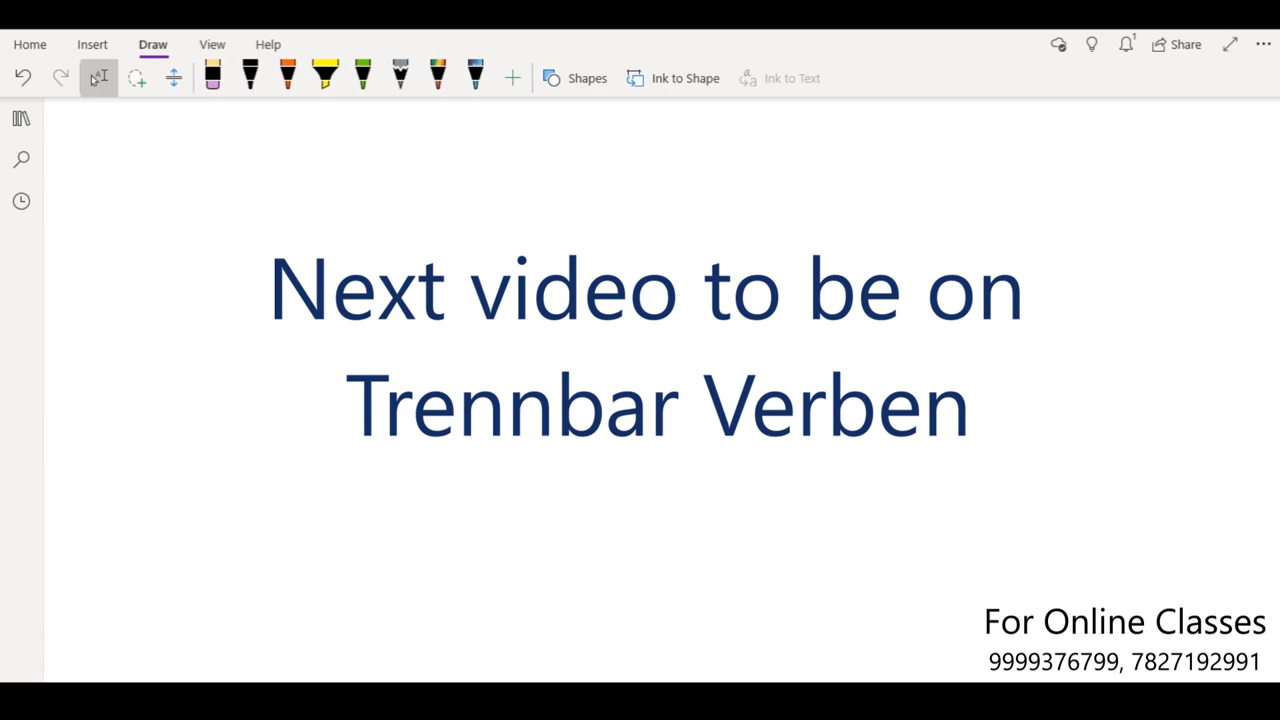 Home Insert Draw View Help
Share
Shapes Ink to Shape Ink to Text
Next video to be on
Trennbar Verben
For Online Classes
9999376799, 7827192991